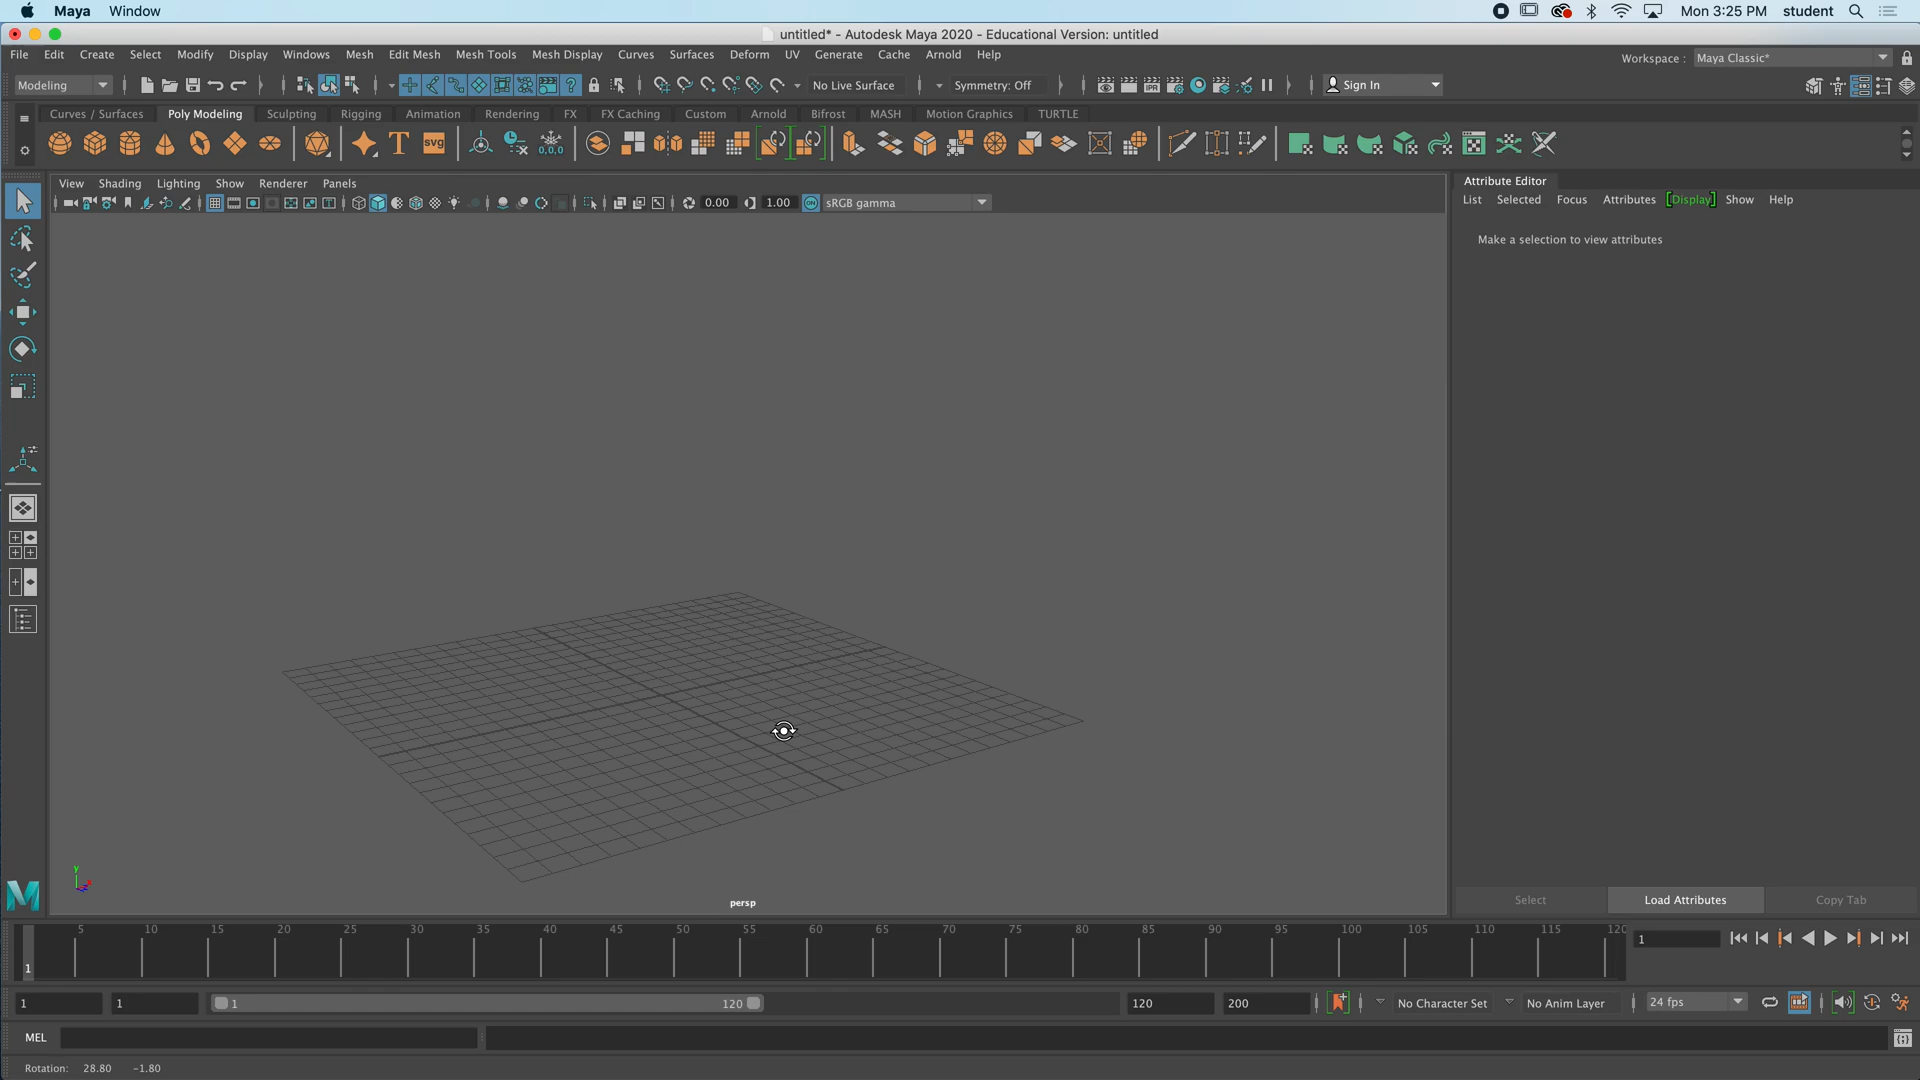 Maya Window Mon 3:25 PM student
untitled* - Autodesk Maya 2020 - Educational Version: untitled
File Edit Create Select Modify Display Windows Mesh Edit Mesh Mesh Tools Mesh Display Curves Surfaces Deform UV Generate Cache Arnold Help Workspace : Maya Classic*
Modeling No Live Surface Symmetry: Off Sign In
Curves / Surfaces Poly Modeling Sculpting Rigging Animation Rendering FX FX Caching Custom Arnold Bifrost MASH Motion Graphics TURTLE
T SVG 0,0,0
View Shading Lighting Show Renderer Panels
0.00 1.00 ON sRGB gamma
Attribute Editor
List Selected Focus Attributes [Display] Show Help
Make a selection to view attributes
y
x
z
persp
Select Load Attributes Copy Tab
M
5 10 15 20 25 30 35 40 45 50 55 60 65 70 75 80 85 90 95 100 105 110 115 120
1 1
1 1 1 120 120 200 No Character Set No Anim Layer 24 fps
MEL
Rotation: 28.80 -1.80